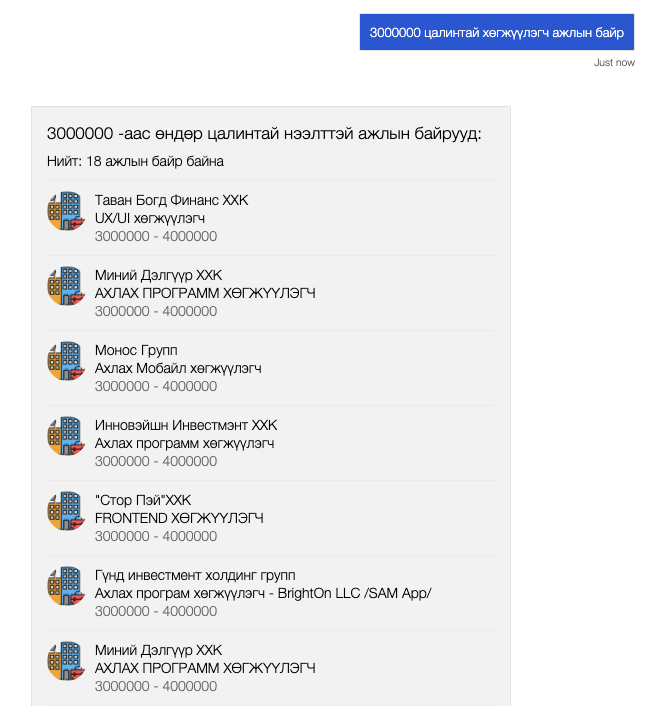 3000000 цалинтай хөгжүүлэгч ажлын байр
Just now
3000000 -аас өндөр цалинтай нээлттэй ажлын байрууд:
Нийт: 18 ажлын байр байна
Таван Богд Финанс ХХК
UX/UI хөгжүүлэгч
3000000 - 4000000
Миний Дэлгүүр ХХК
АХЛАХ ПРОГРАММ ХӨГЖҮҮЛЭГЧ
3000000 - 4000000
Монос Групп
Ахлах Мобайл хөгжүүлэгч
3000000 - 4000000
Инновэйшн Инвестмэнт ХХК
Ахлах программ хөгжүүлэгч
3000000 - 4000000
"Стор Пэй"ХХК
FRONTEND ХӨГЖҮҮЛЭГЧ
3000000 - 4000000
Гүнд инвестмент холдинг групп
Ахлах програм хөгжүүлэгч - BrightOn LLC /SAM App/
3000000 - 4000000
Миний Дэлгүүр ХХК
АХЛАХ ПРОГРАММ ХӨГЖҮҮЛЭГЧ
3000000 - 4000000